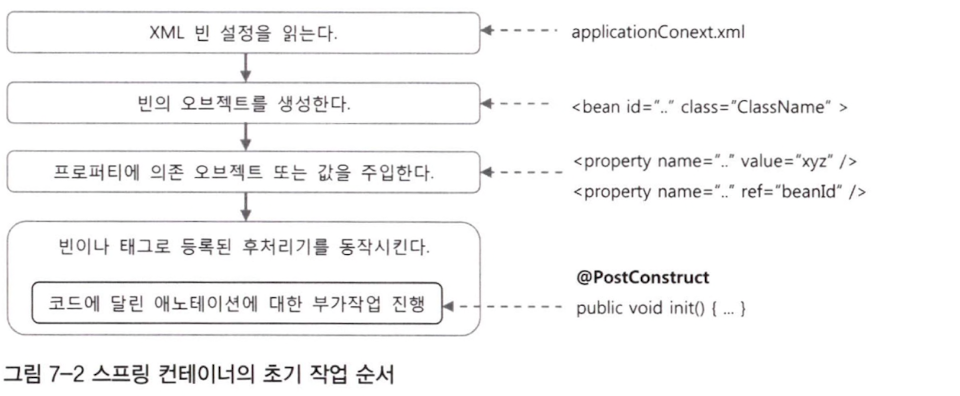 XML 빈 설정을 읽는다.
applicationConext.xml
빈의 오브젝트를 생성한다.
<bean id=".." class="ClassName" >
프로퍼티에 의존 오브젝트 또는 값을 주입한다.
<property name=".." value="xyz" />
<property name=".." ref="beanId" />
빈이나 태그로 등록된 후처리기를 동작시킨다.
코드에 달린 애노테이션에 대한 부가작업 진행
@PostConstruct
public void init() { ... }
그림 7-2 스프링 컨테이너의 초기 작업 순서